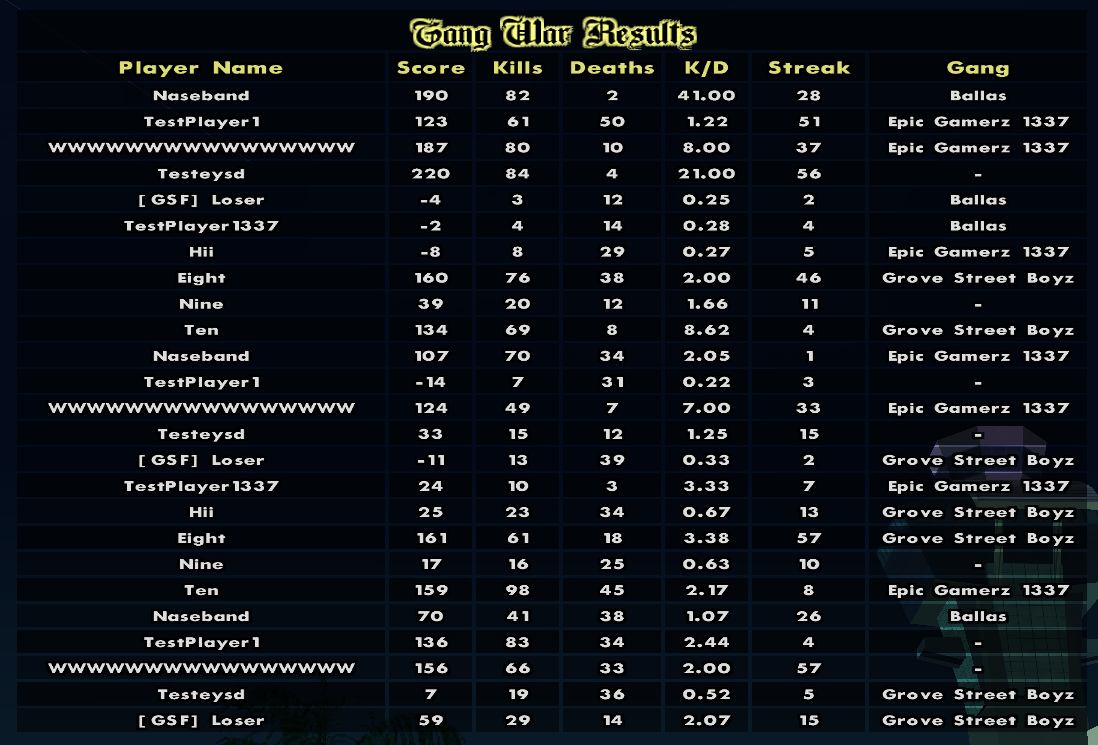 Gang War Results
Player Name Score Kills Deaths K/D Streak Gang
Naseband 190 82 2 41.00 28 Ballas
TestPlayer1 123 61 50 1.22 51 Epic Gamerz 1337
WWWWWWWWWWWWWWWW 187 80 10 8.00 37 Epic Gamerz 1337
Testeysd 220 84 4 21.00 56 -
[GSF] Loser -4 3 12 0.25 2 Ballas
TestPlayer1337 -2 4 14 0.28 4 Ballas
Hii -8 8 29 0.27 5 Epic Gamerz 1337
Eight 160 76 38 2.00 46 Grove Street Boyz
Nine 39 20 12 1.66 11 -
Ten 134 69 8 8.62 4 Grove Street Boyz
Naseband 107 70 34 2.05 1 Epic Gamerz 1337
TestPlayer1 -14 7 31 0.22 3 -
WWWWWWWWWWWWWWWW 124 49 7 7.00 33 Epic Gamerz 1337
Testeysd 33 15 12 1.25 15 -
[GSF] Loser -11 13 39 0.33 2 Grove Street Boyz
TestPlayer1337 24 10 3 3.33 7 Epic Gamerz 1337
Hii 25 23 34 0.67 13 Grove Street Boyz
Eight 161 61 18 3.38 57 Grove Street Boyz
Nine 17 16 25 0.63 10 -
Ten 159 98 45 2.17 8 Epic Gamerz 1337
Naseband 70 41 38 1.07 26 Ballas
TestPlayer1 136 83 34 2.44 4 -
WWWWWWWWWWWWWWWW 156 66 33 2.00 57 -
Testeysd 7 19 36 0.52 5 Grove Street Boyz
[GSF] Loser 59 29 14 2.07 15 Grove Street Boyz